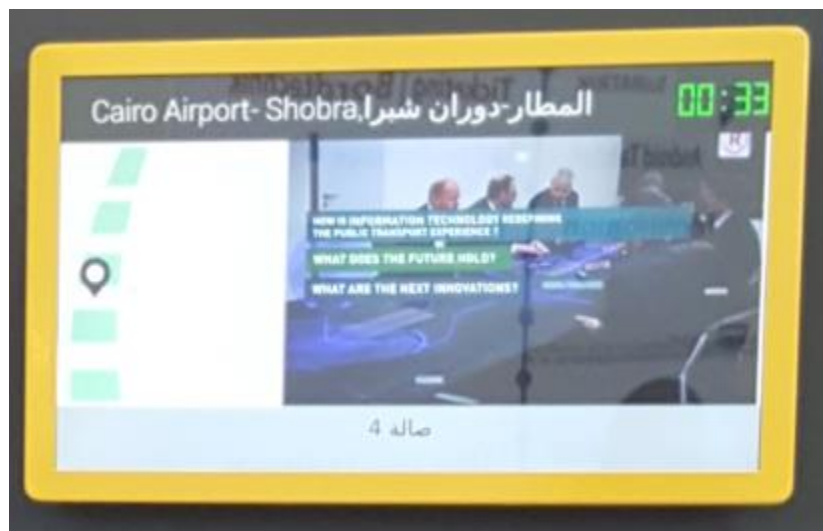 Cairo Airport- Shobra,المطار-دوران شبرا
00:33
R
HOW IS INFORMATION TECHNOLOGY REDEFINING
THE PUBLIC TRANSPORT EXPERIENCE ?
WHAT DOES THE FUTURE HOLD?
WHAT ARE THE NEXT INNOVATIONS?
صالة 4